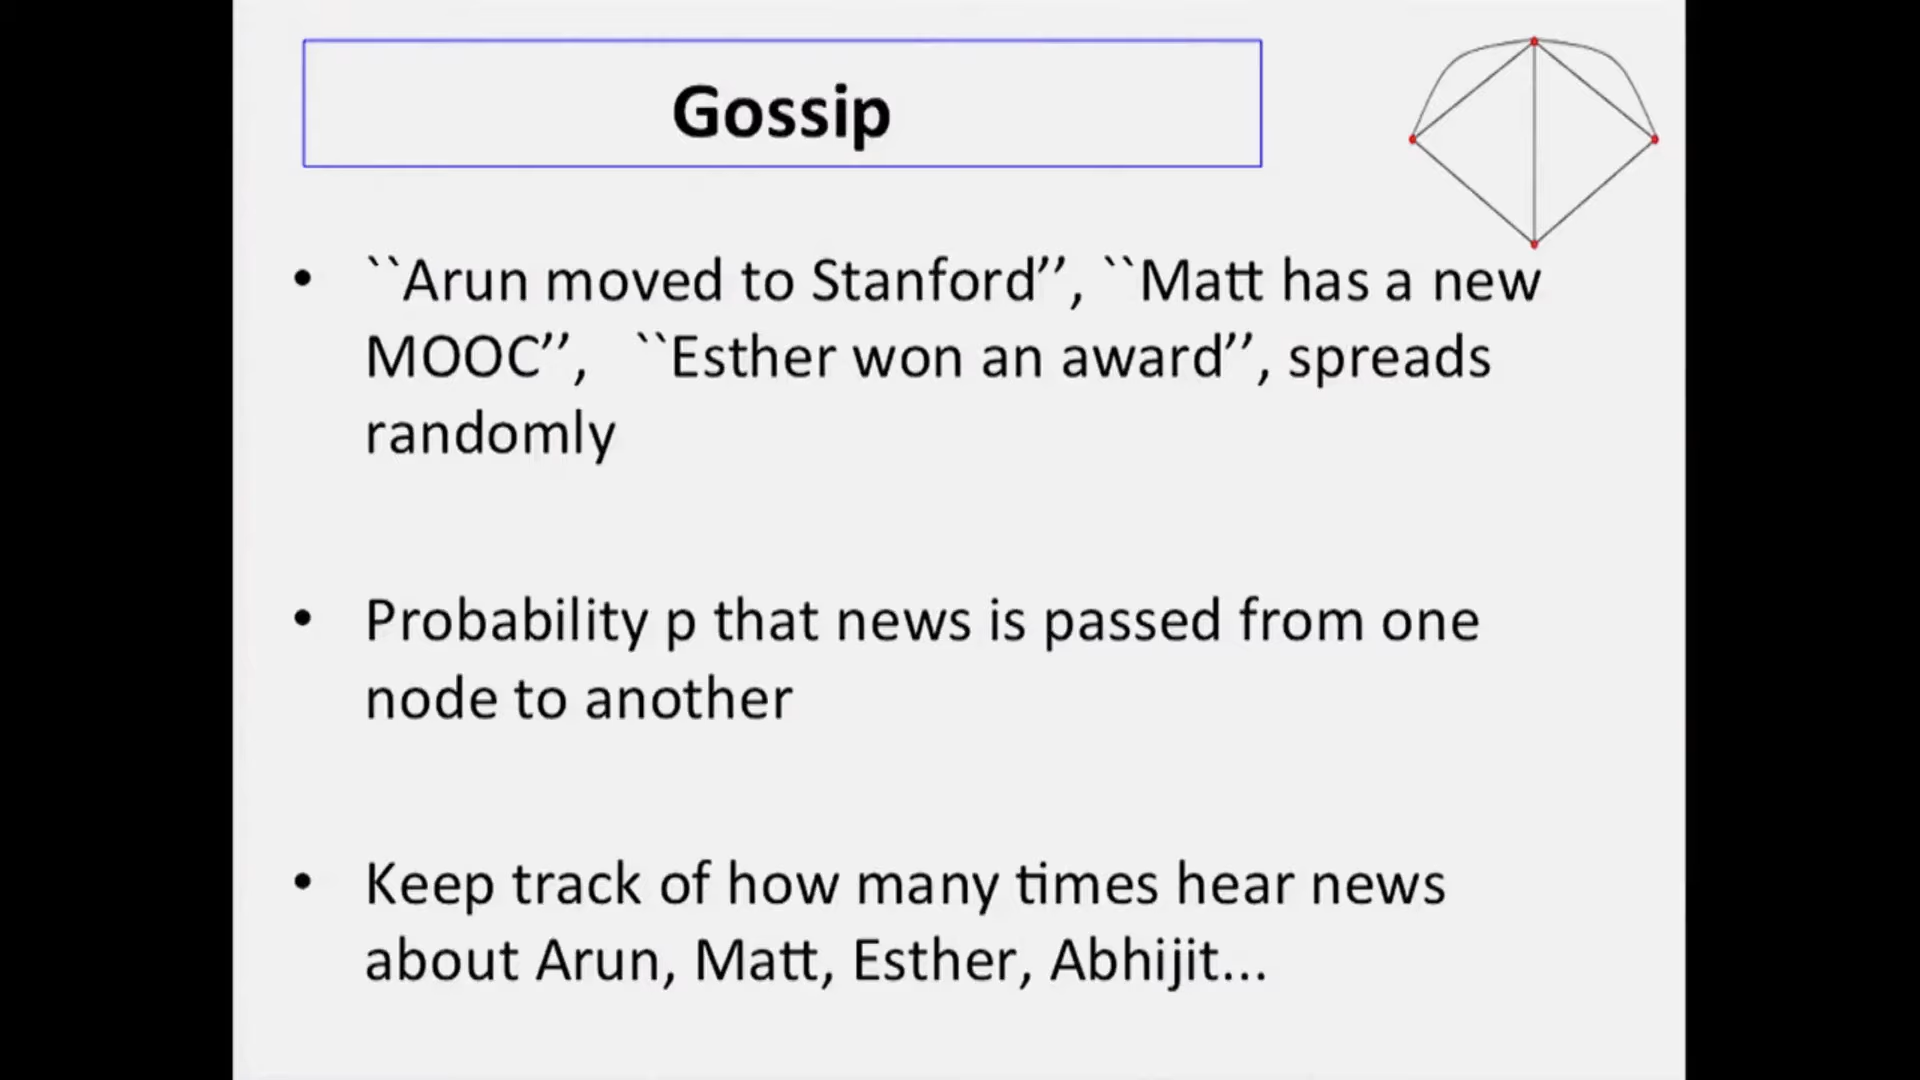 Gossip
• ``Arun moved to Stanford’’, ``Matt has a new
MOOC’’, ``Esther won an award’’, spreads
randomly
• Probability p that news is passed from one
node to another
• Keep track of how many times hear news
about Arun, Matt, Esther, Abhijit...